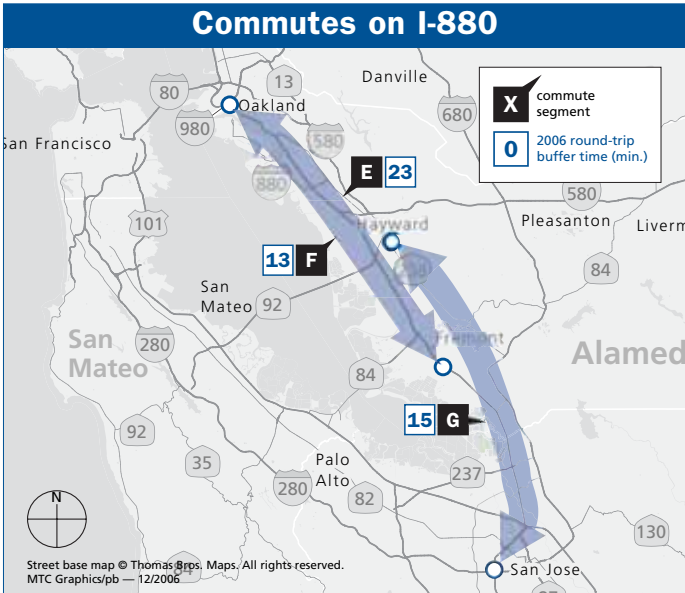 Commutes on I-880
Danville
13
80
X
commute
segment
680
Oakland
980
0
2006 round-trip
buffer time (min.)
San Francisco
580
E 23
880
580
101
Hayward
Pleasanton
Liverm
13 F
84
San
Mateo
92
San
Mateo
280
Fremont
Alamed
84
15 G
92
35
Palo
Alto
237
280
82
N
130
Street base map © Thomas Bros. Maps. All rights reserved.
84
MTC Graphics/pb — 12/2006
San Jose